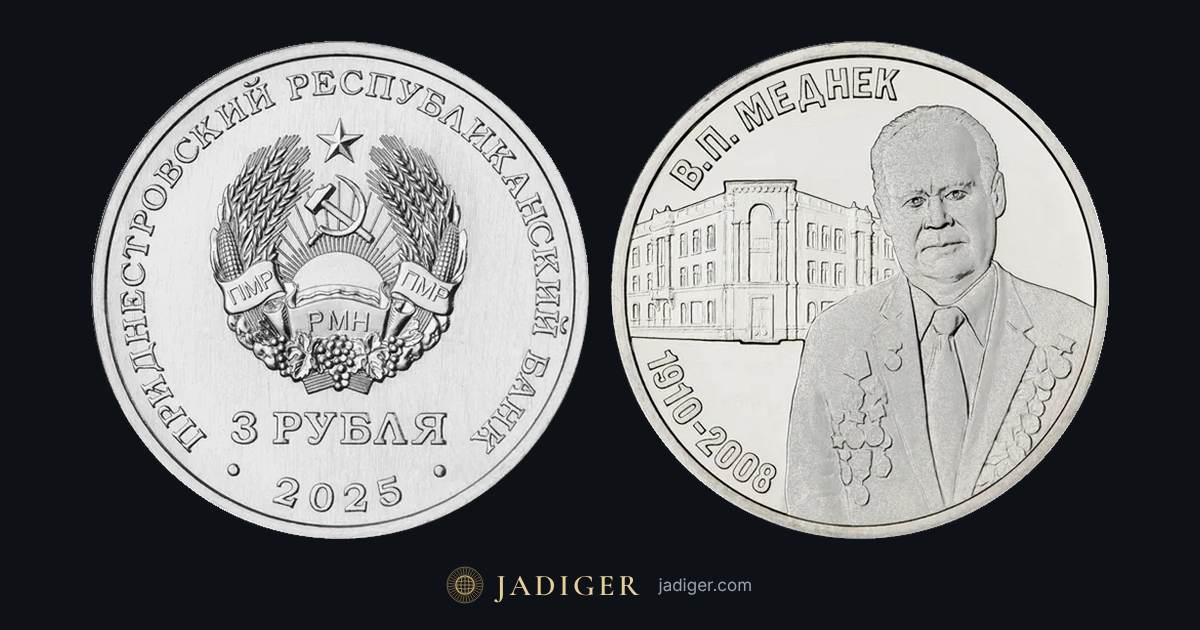 ПРИДНЕСТРОВСКИЙ РЕСПУБЛИКАНСКИЙ БАНК
ПМР
ПМР
РМН
3 РУБЛЯ
• 2025 •
В.П. МЕДНЕК
1910-2008
JADIGER
jadiger.com